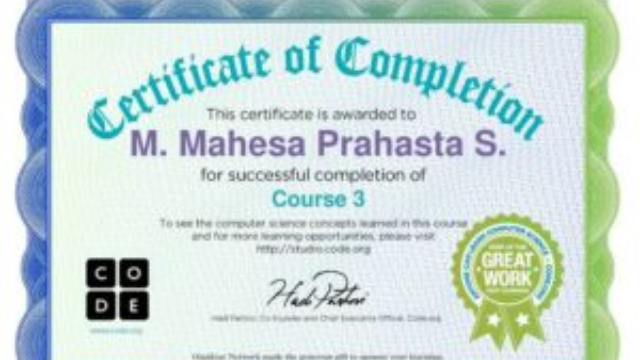 Certificate of Completion
This certificate is awarded to
M. Mahesa Prahasta S.
for successful completion of
Course 3
To see the computer science concepts learned in this course
and for more learning opportunities, please visit
http://studio.code.org
CO
DE
www.code.org
Hadi Partovi
Hadi Partovi, Co-founder and Chief Executive Officer, Code.org
GREAT
WORK